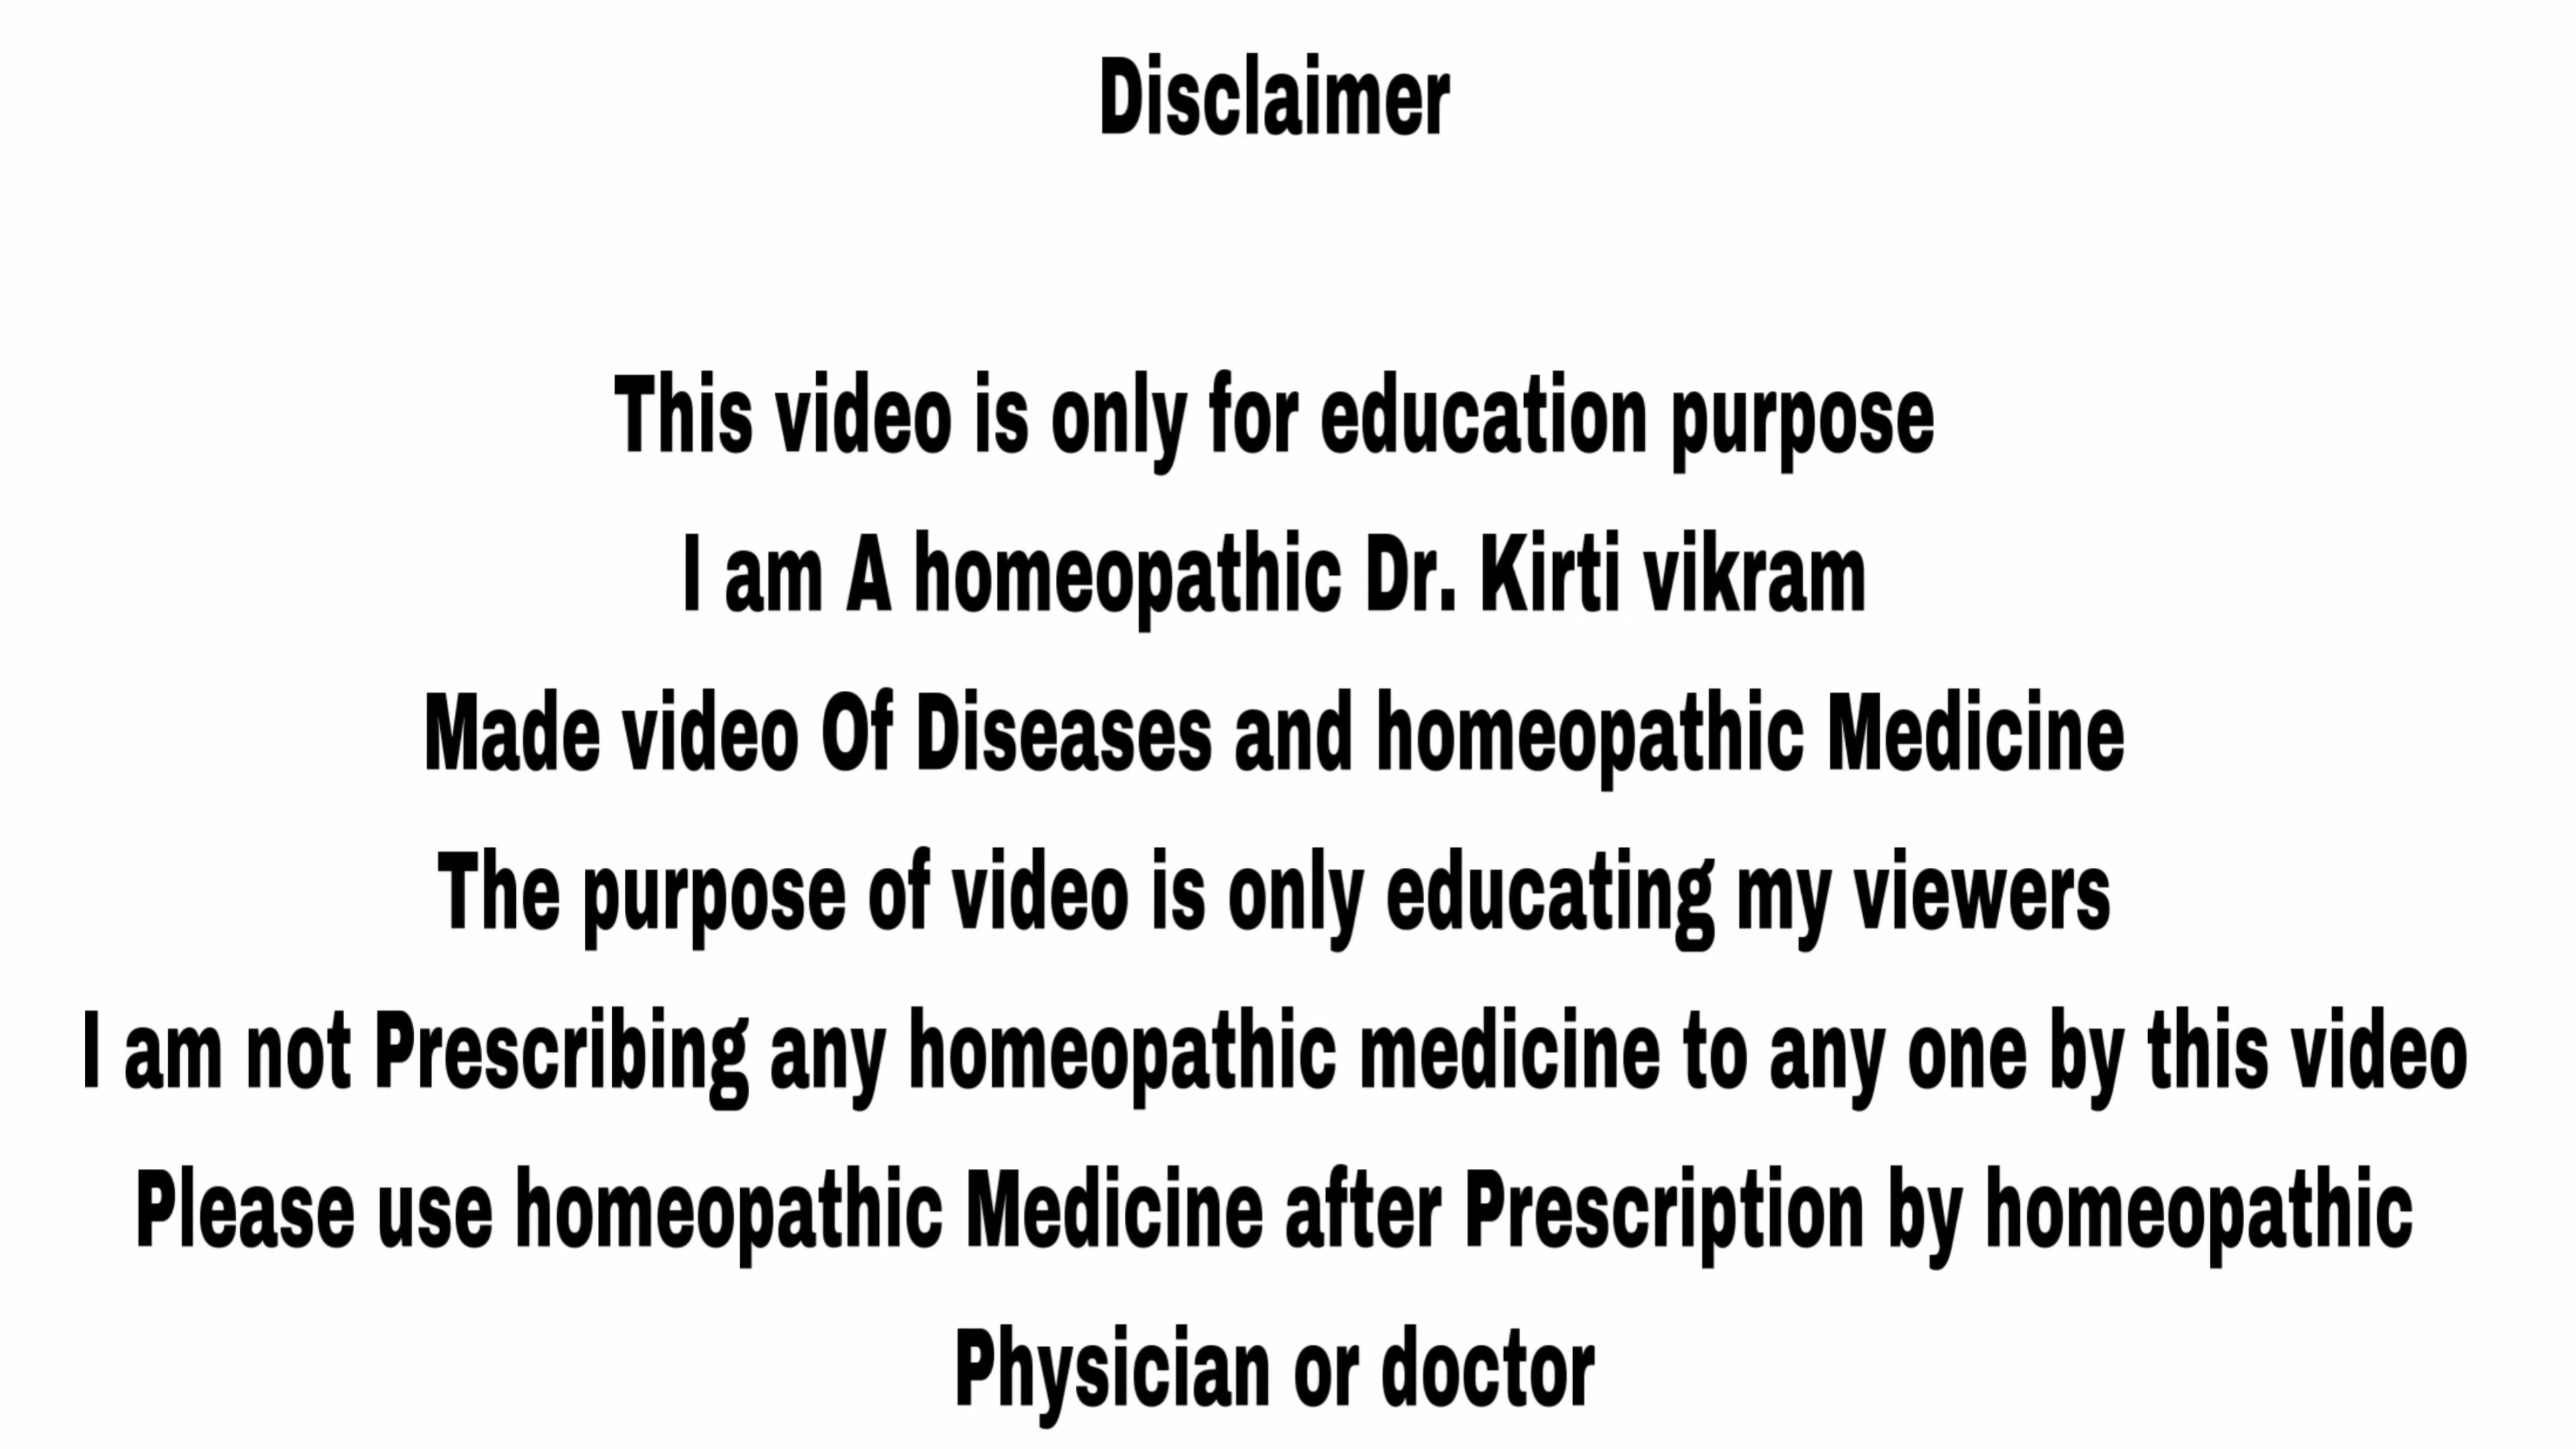 Disclaimer
This video is only for education purpose
I am A homeopathic Dr. Kirti vikram
Made video Of Diseases and homeopathic Medicine
The purpose of video is only educating my viewers
I am not Prescribing any homeopathic medicine to any one by this video
Please use homeopathic Medicine after Prescription by homeopathic
Physician or doctor